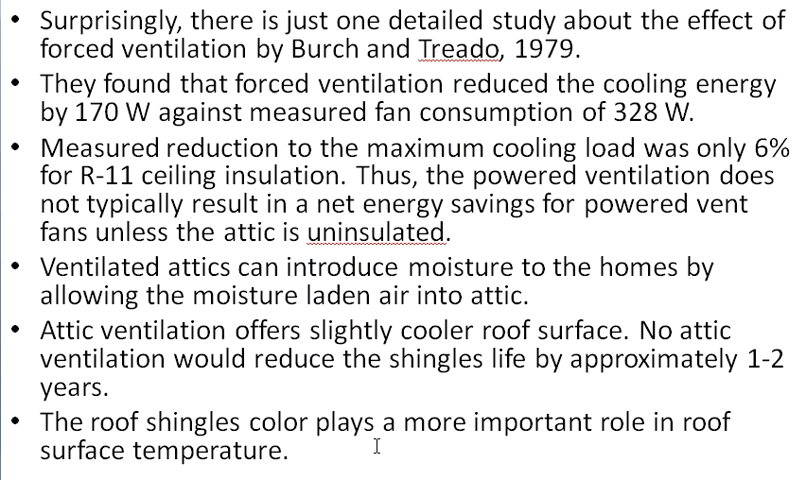 • Surprisingly, there is just one detailed study about the effect of
forced ventilation by Burch and Treado, 1979.
• They found that forced ventilation reduced the cooling energy
by 170 W against measured fan consumption of 328 W.
• Measured reduction to the maximum cooling load was only 6%
for R-11 ceiling insulation. Thus, the powered ventilation does
not typically result in a net energy savings for powered vent
fans unless the attic is uninsulated.
• Ventilated attics can introduce moisture to the homes by
allowing the moisture laden air into attic.
• Attic ventilation offers slightly cooler roof surface. No attic
ventilation would reduce the shingles life by approximately 1-2
years.
• The roof shingles color plays a more important role in roof
surface temperature.